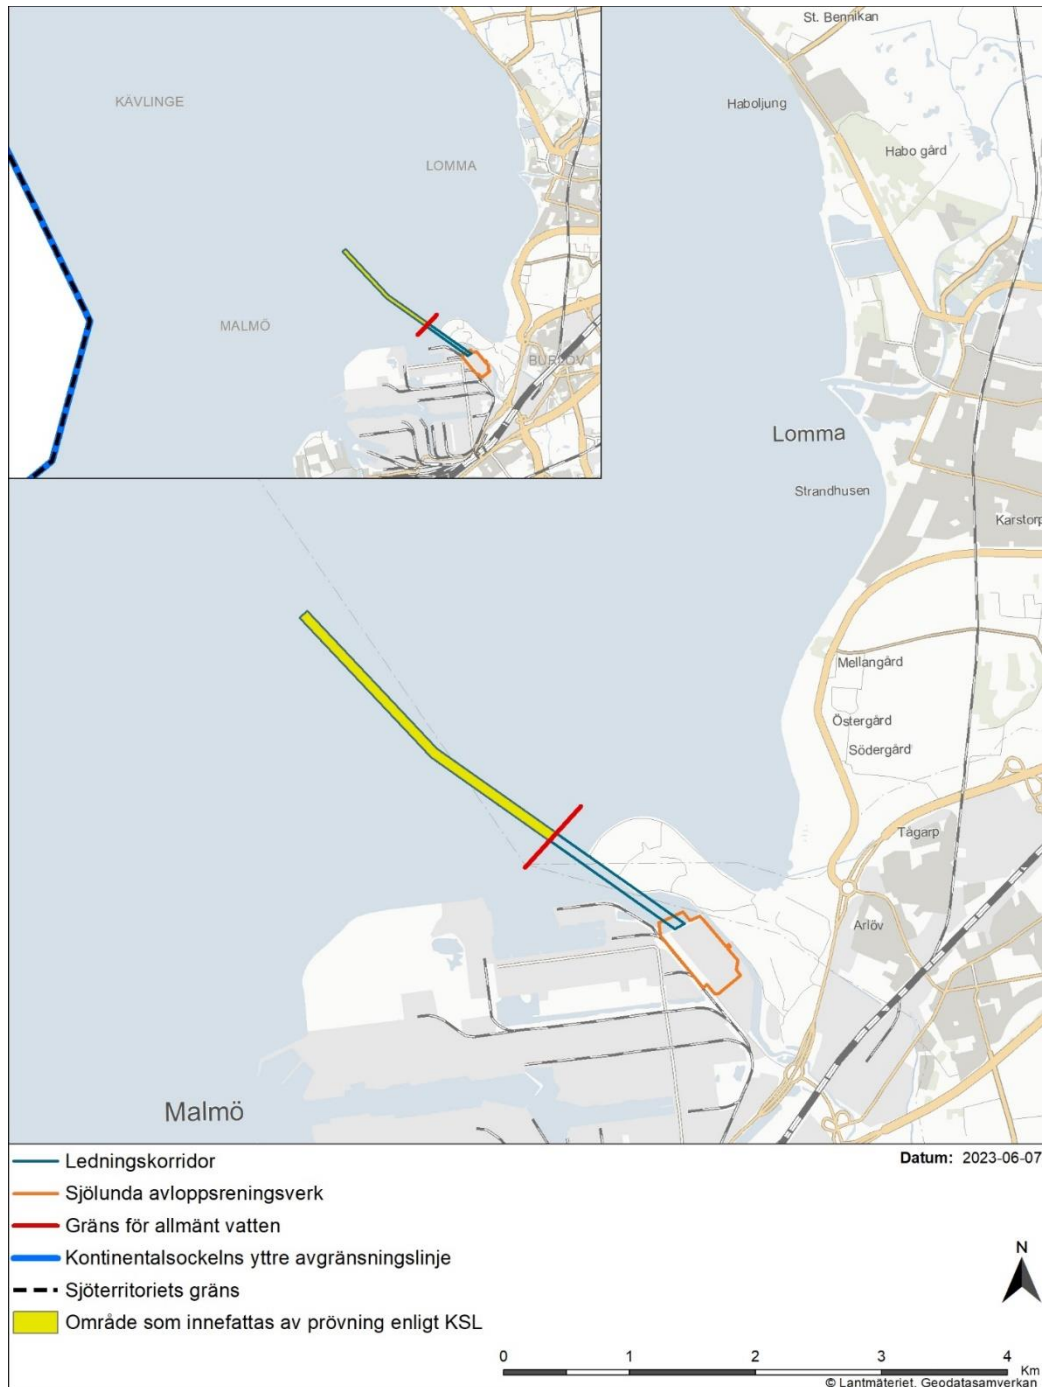 St. Bennikan
KÄVLINGE
Haboljung
LOMMA
Habo gård
MALMÖ
BURLÖV
Lomma
Strandhusen
Karstorp
Mellangård
Östergård
Södergård
Tågarp
Arlöv
Malmö
Ledningskorridor
Datum: 2023-06-07
Sjölunda avloppsreningsverk
Gräns för allmänt vatten
Kontinentalsockelns yttre avgränsningslinje
N
Sjöterritoriets gräns
Område som innefattas av prövning enligt KSL
0 1 2 3 4
Km
© Lantmäteriet, Geodatasamverkan